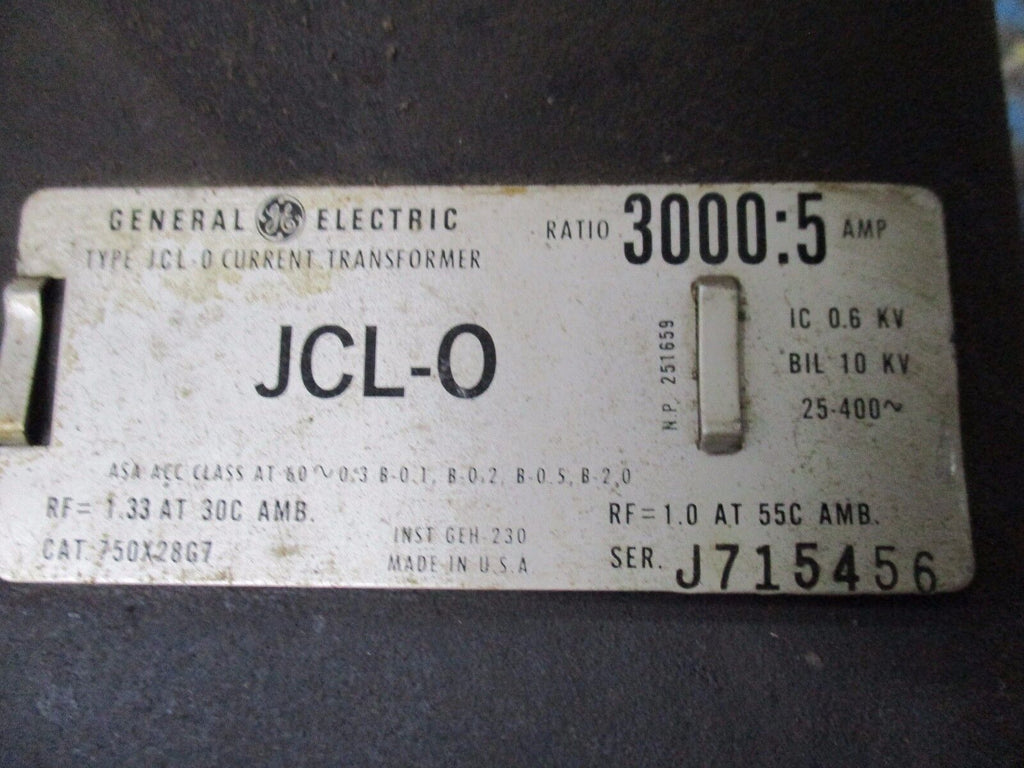 GENERAL GE ELECTRIC
TYPE JCL-O CURRENT TRANSFORMER
RATIO 3000:5 AMP
JCL-O
N.P. 251659
IC 0.6 KV
BIL 10 KV
25-400~
ASA ACC CLASS AT 60~0.3 B-0.1, B-0.2, B-0.5, B-2.0
RF= 1.33 AT 30C AMB.
RF=1.0 AT 55C AMB.
CAT. 750X28G7
INST GEH-230
MADE IN U.S.A.
SER. J715456